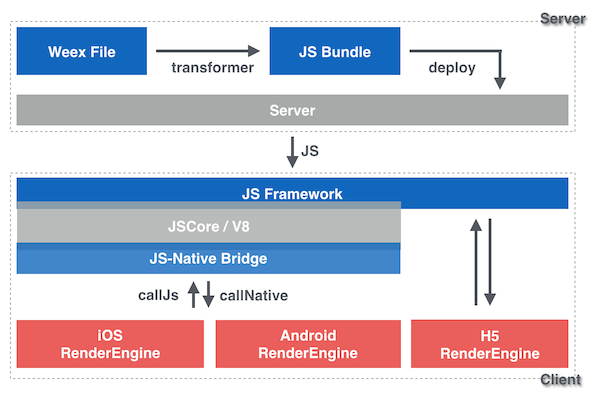 Server
Weex File
transformer
JS Bundle
deploy
Server
JS
JS Framework
JSCore / V8
JS-Native Bridge
callJs
callNative
iOS
RenderEngine
Android
RenderEngine
H5
RenderEngine
Client